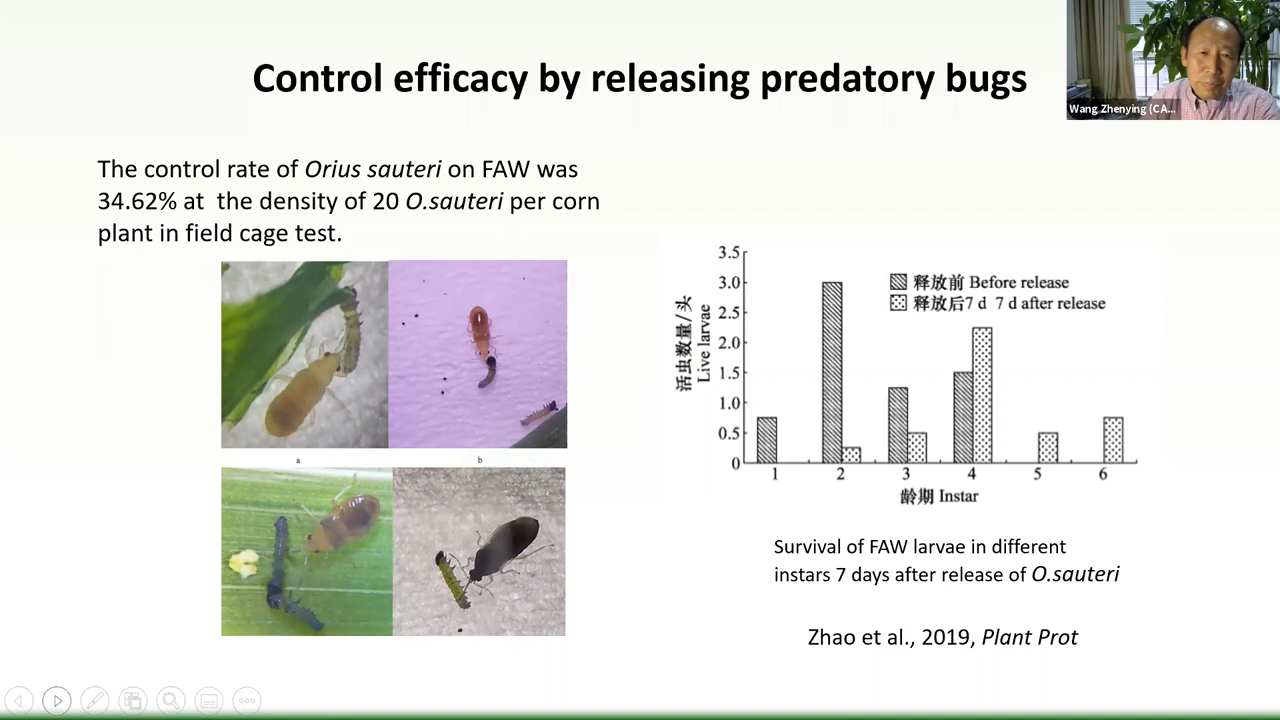 Control efficacy by releasing predatory bugs
Wang Zhenying (CA...
The control rate of Orius sauteri on FAW was
34.62% at the density of 20 O.sauteri per corn
plant in field cage test.
a
b
3.5
3.0
2.5
2.0
1.5
1.0
0.5
0
活虫数量/头
Live larvae
释放前 Before release
释放后7 d 7 d after release
1 2 3 4 5 6
龄期 Instar
Survival of FAW larvae in different
instars 7 days after release of O.sauteri
Zhao et al., 2019, Plant Prot